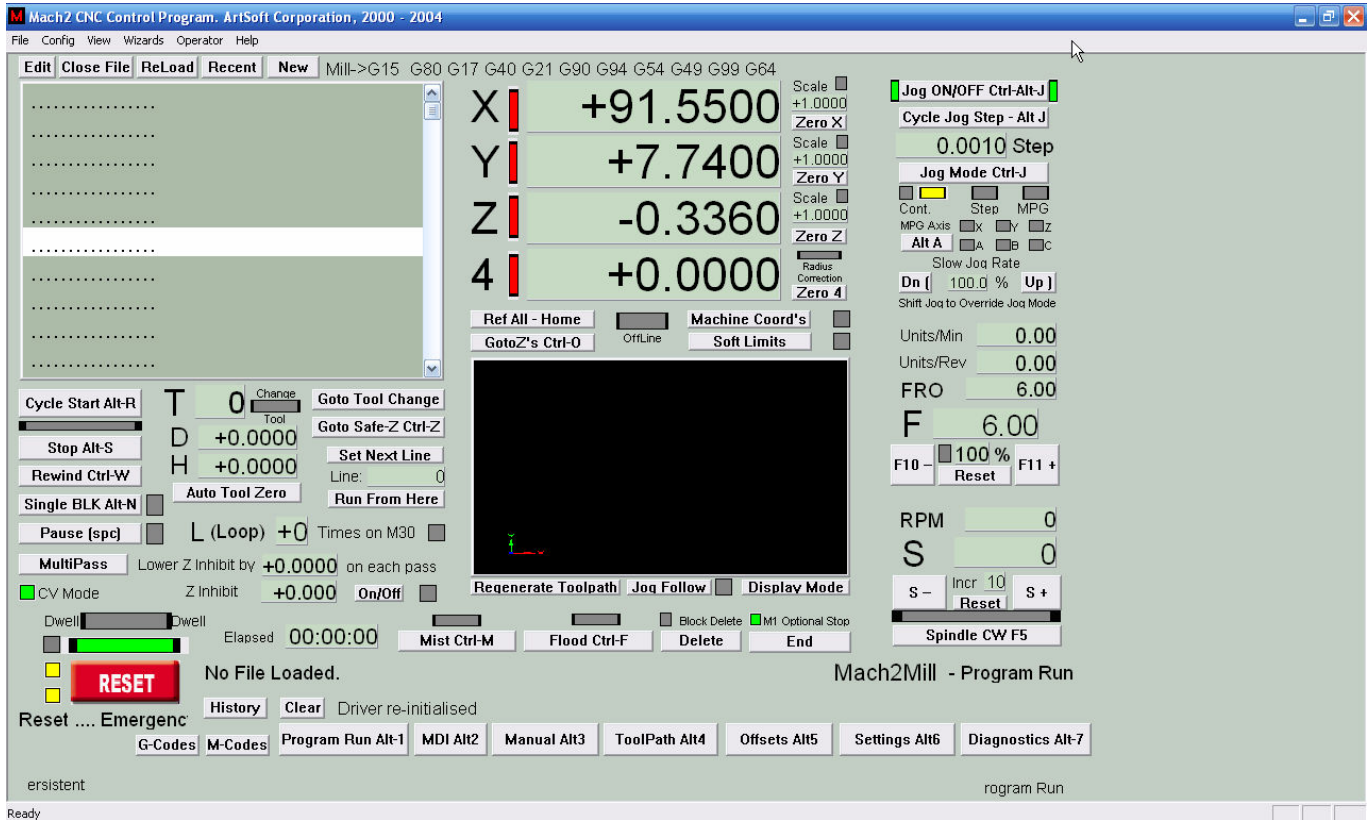 Mach2 CNC Control Program. ArtSoft Corporation, 2000 - 2004
File Config View Wizards Operator Help
Edit Close File ReLoad Recent New Mill->G15 G80 G17 G40 G21 G90 G94 G54 G49 G99 G64
................
................
................
................
................
................
................
................
................
................
X +91.5500 Scale +1.0000 Zero X
Y +7.7400 Scale +1.0000 Zero Y
Z -0.3360 Scale +1.0000 Zero Z
4 +0.0000 Radius Correction Zero 4
Ref All - Home OffLine Machine Coord's
GotoZ's Ctrl-O Soft Limits
Jog ON/OFF Ctrl-Alt-J
Cycle Jog Step - Alt J
0.0010 Step
Jog Mode Ctrl-J
Cont. Step MPG
MPG Axis X Y Z
Alt A A B C
Slow Jog Rate
Dn ( 100.0 % Up )
Shift Jog to Override Jog Mode
Units/Min 0.00
Units/Rev 0.00
FRO 6.00
F 6.00
F10 - 100 % F11 +
Reset
RPM 0
S 0
S - Incr 10 S +
Reset
Spindle CW F5
Cycle Start Alt-R T 0 Change Tool Goto Tool Change
D +0.0000 Goto Safe-Z Ctrl-Z
Stop Alt-S Set Next Line
Rewind Ctrl-W H +0.0000 Line: 0
Single BLK Alt-N Auto Tool Zero Run From Here
Pause (spc) L (Loop) +0 Times on M30
MultiPass Lower Z Inhibit by +0.0000 on each pass
CV Mode Z Inhibit +0.000 On/Off
Regenerate Toolpath Jog Follow Display Mode
Dwell Dwell Block Delete M1 Optional Stop
Elapsed 00:00:00 Mist Ctrl-M Flood Ctrl-F Delete End
RESET No File Loaded. Mach2Mill - Program Run
Reset .... Emergenc History Clear Driver re-initialised
G-Codes M-Codes Program Run Alt-1 MDI Alt2 Manual Alt3 ToolPath Alt4 Offsets Alt5 Settings Alt6 Diagnostics Alt-7
ersistent rogram Run
Ready